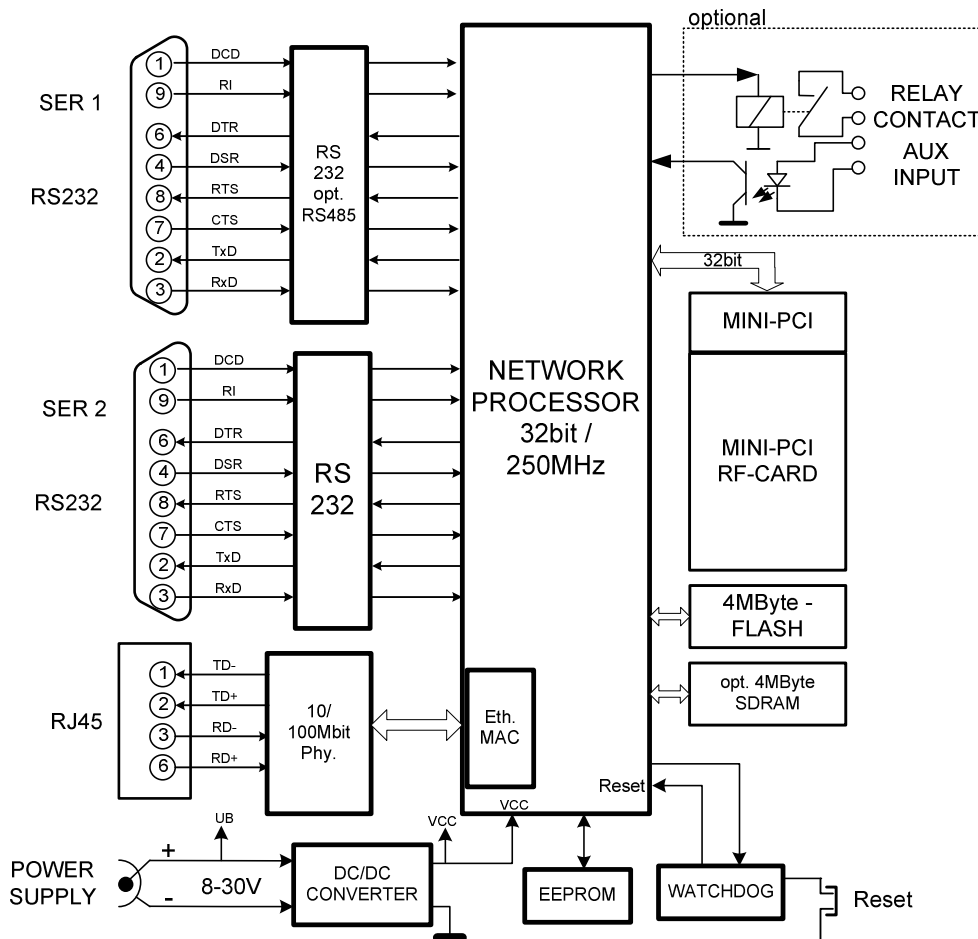 optional
RELAY
CONTACT
AUX
INPUT
SER 1
RS232
1 DCD
9 RI
6 DTR
4 DSR
8 RTS
7 CTS
2 TxD
3 RxD
RS
232
opt.
RS485
NETWORK
PROCESSOR
32bit /
250MHz
32bit
MINI-PCI
MINI-PCI
RF-CARD
SER 2
RS232
1 DCD
9 RI
6 DTR
4 DSR
8 RTS
7 CTS
2 TxD
3 RxD
RS
232
4MByte -
FLASH
opt. 4MByte
SDRAM
RJ45
1 TD-
2 TD+
3 RD-
6 RD+
10/
100Mbit
Phy.
Eth.
MAC
Reset
VCC
UB
VCC
POWER
SUPPLY
+
8-30V
-
DC/DC
CONVERTER
EEPROM
WATCHDOG
Reset